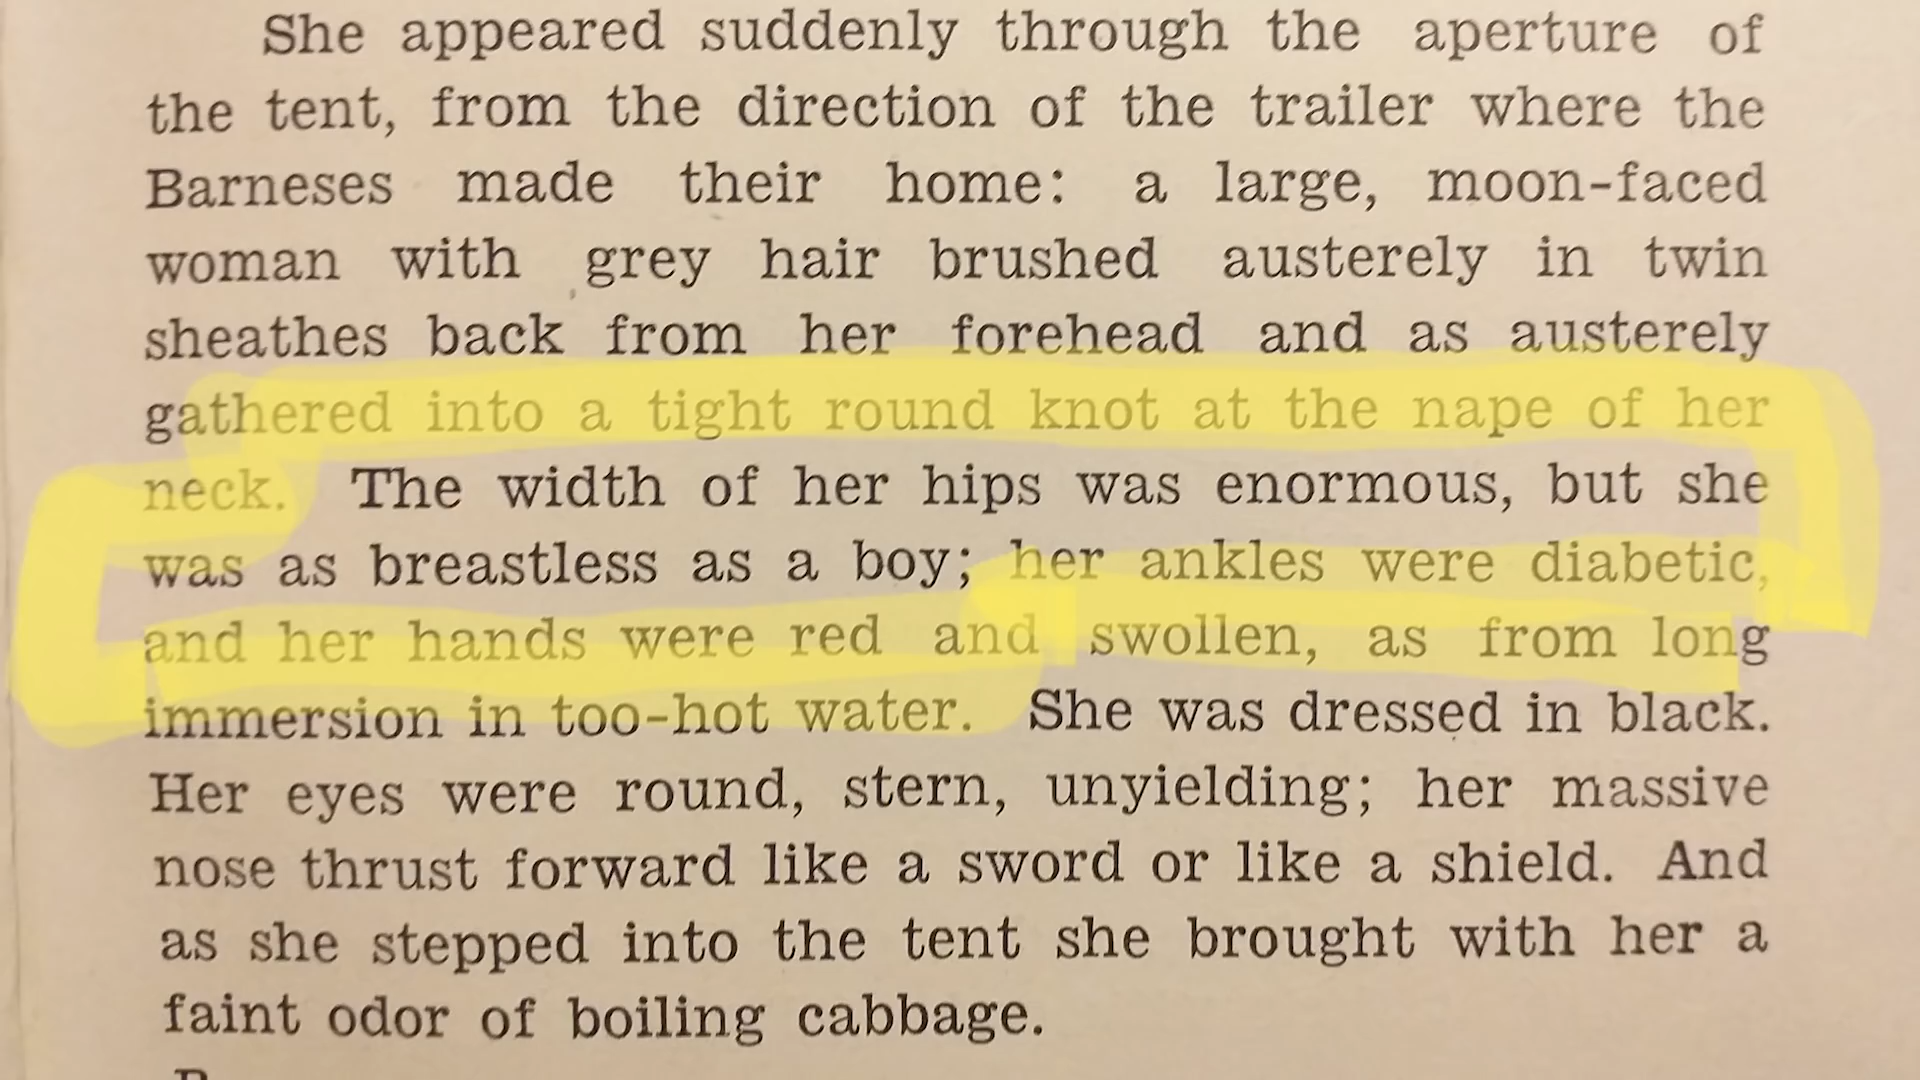 She appeared suddenly through the aperture of
the tent, from the direction of the trailer where the
Barneses made their home: a large, moon-faced
woman with grey hair brushed austerely in twin
sheathes back from her forehead and as austerely
gathered into a tight round knot at the nape of her
neck. The width of her hips was enormous, but she
was as breastless as a boy; her ankles were diabetic,
and her hands were red and swollen, as from long
immersion in too-hot water. She was dressed in black.
Her eyes were round, stern, unyielding; her massive
nose thrust forward like a sword or like a shield. And
as she stepped into the tent she brought with her a
faint odor of boiling cabbage.